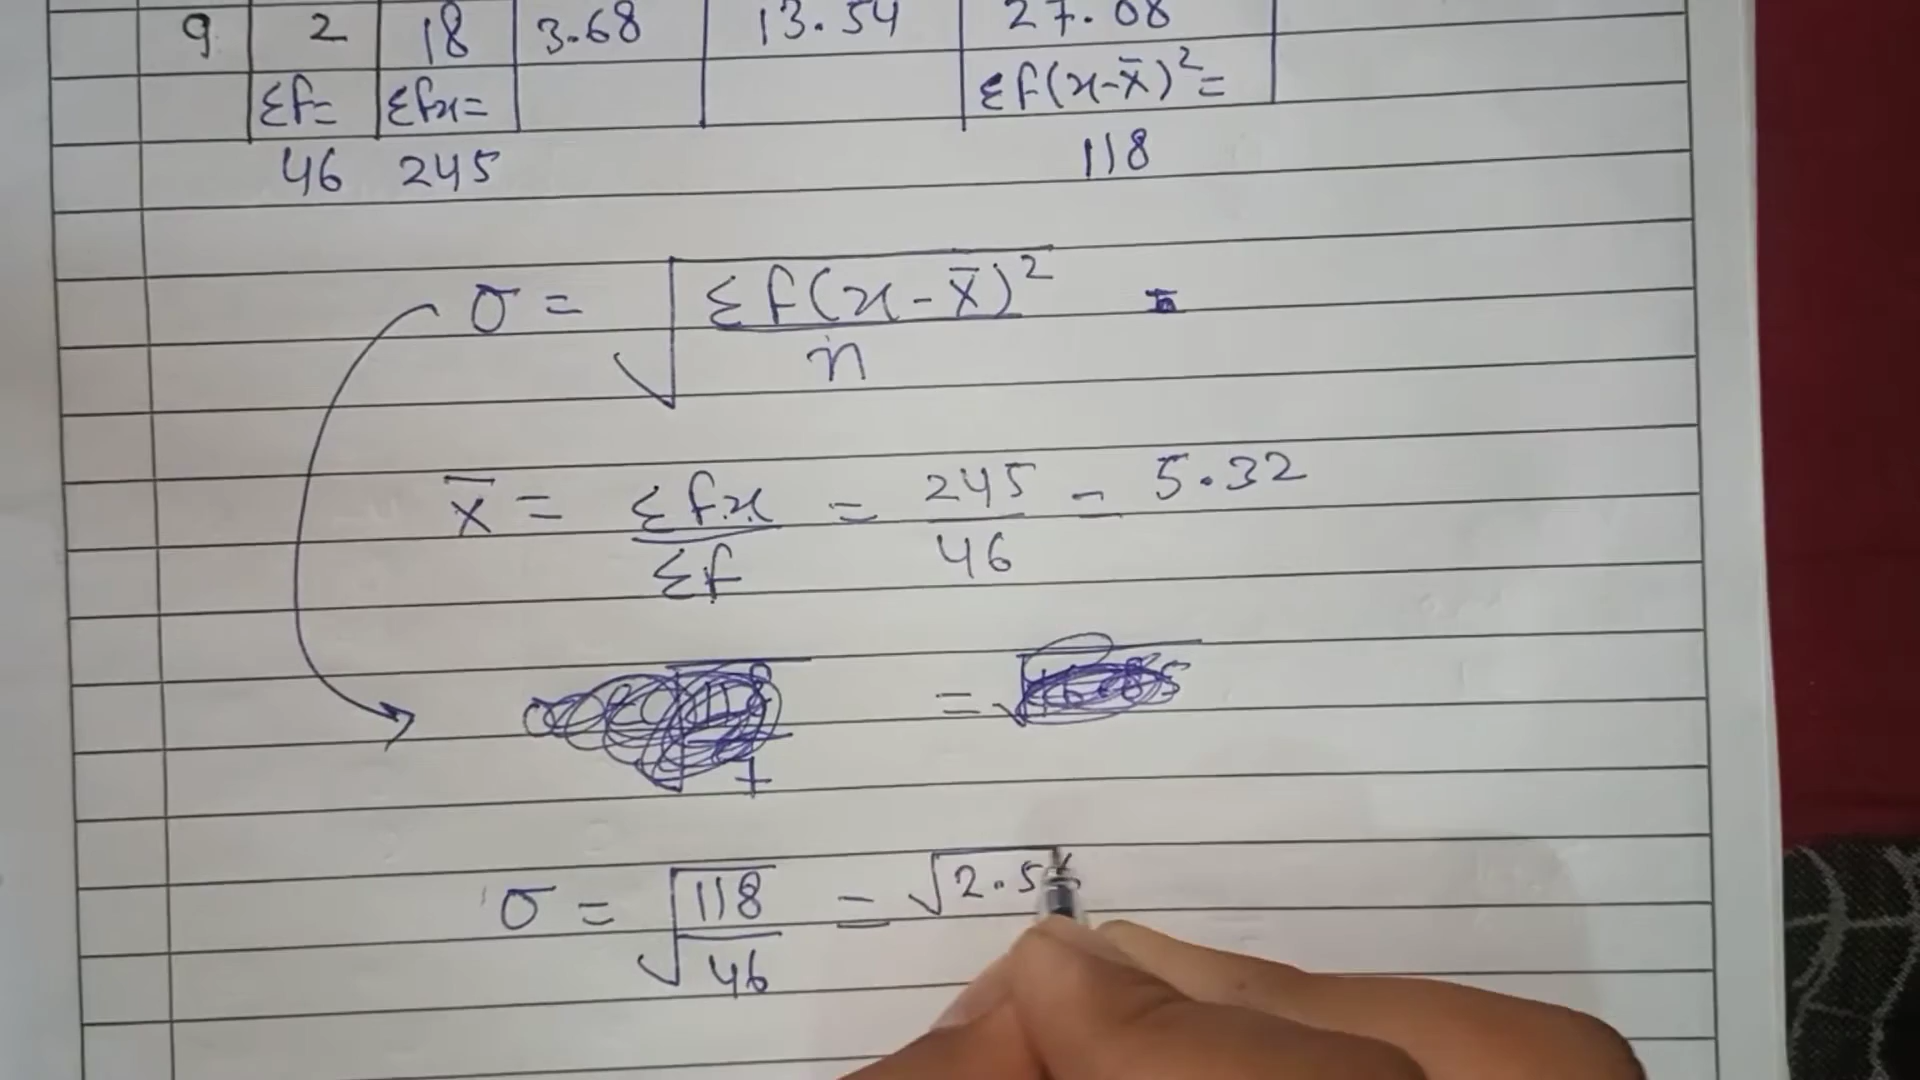 9 2 18 3.68 13.54 27.08
Σf= Σfx= Σf(x-x̄)²=
46 245 118
σ = √Σf(x-x̄)²/n =
x̄ = Σfx/Σf = 245/46 = 5.32
=
σ = √118/46 = √2.5